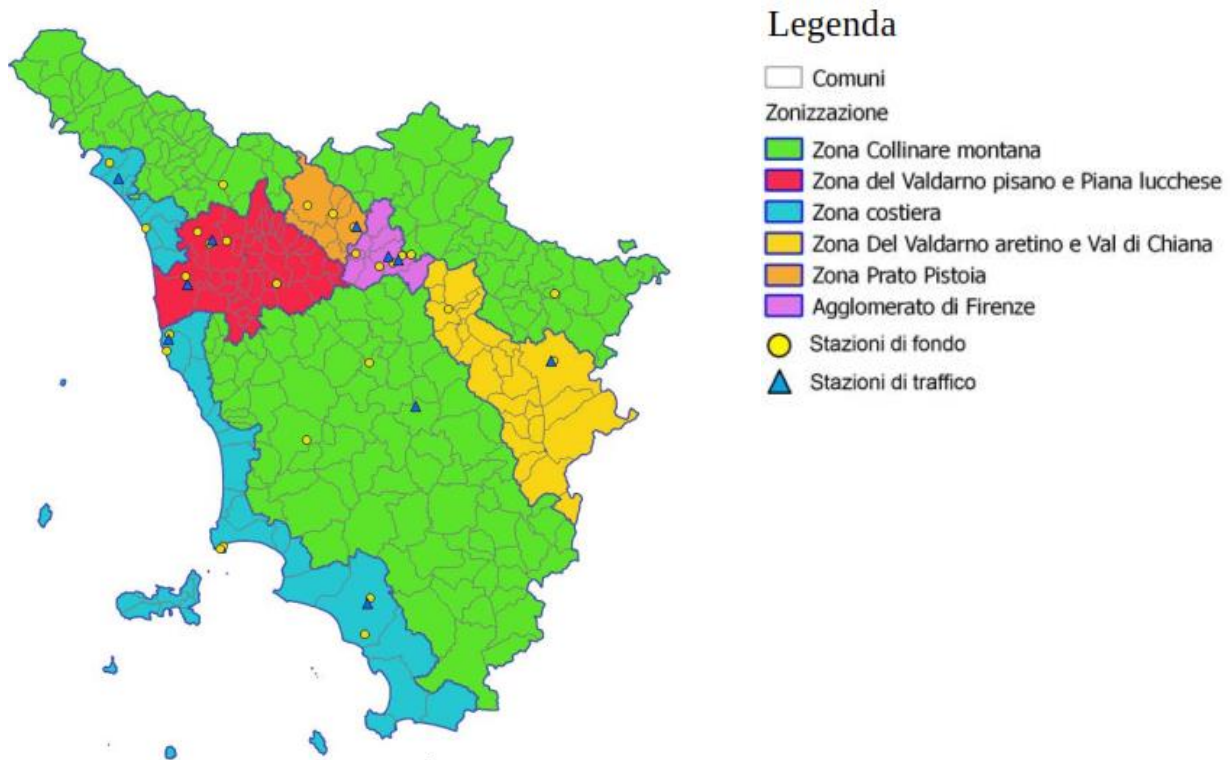 Legenda
Comuni
Zonizzazione
Zona Collinare montana
Zona del Valdarno pisano e Piana lucchese
Zona costiera
Zona Del Valdarno aretino e Val di Chiana
Zona Prato Pistoia
Agglomerato di Firenze
Stazioni di fondo
Stazioni di traffico